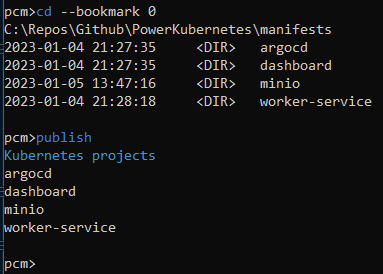 pcm>cd --bookmark 0
C:\Repos\Github\PowerKubernetes\manifests
2023-01-04 21:27:35     <DIR>   argocd
2023-01-04 21:27:35     <DIR>   dashboard
2023-01-05 13:47:16     <DIR>   minio
2023-01-04 21:28:18     <DIR>   worker-service
pcm>publish
Kubernetes projects
argocd
dashboard
minio
worker-service
pcm>